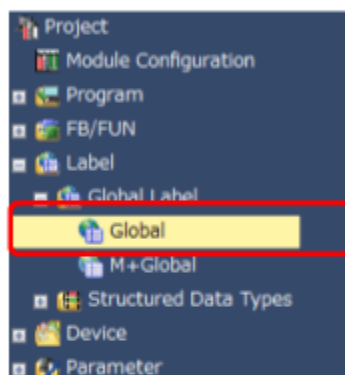 Project
Module Configuration
Program
FB/FUN
Label
Global Label
Global
M+Global
Structured Data Types
Device
Parameter